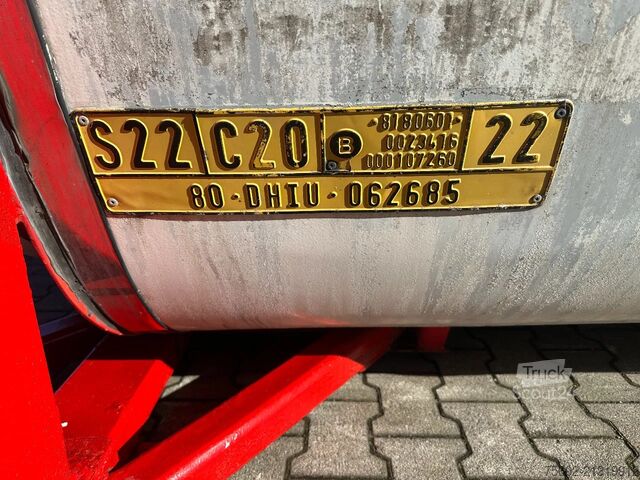 S22 C20 B ·8180601· 22
0023416
000107260
80·DHIU·062685
Truck
scout24